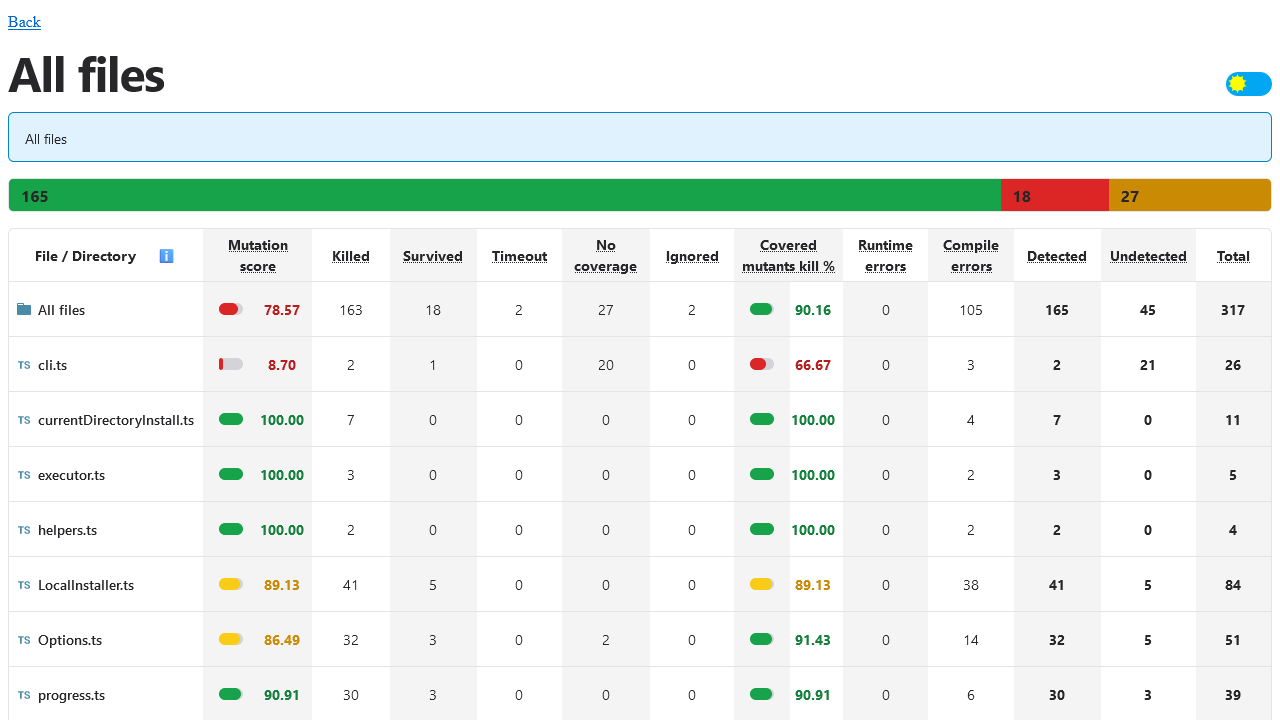 Back
All files
All files
165 18 27
File / Directory ℹ️ Mutation score Killed Survived Timeout No coverage Ignored Covered mutants kill % Runtime errors Compile errors Detected Undetected Total
All files 78.57 163 18 2 27 2 90.16 0 105 165 45 317
TS cli.ts 8.70 2 1 0 20 0 66.67 0 3 2 21 26
TS currentDirectoryInstall.ts 100.00 7 0 0 0 0 100.00 0 4 7 0 11
TS executor.ts 100.00 3 0 0 0 0 100.00 0 2 3 0 5
TS helpers.ts 100.00 2 0 0 0 0 100.00 0 2 2 0 4
TS LocalInstaller.ts 89.13 41 5 0 0 0 89.13 0 38 41 5 84
TS Options.ts 86.49 32 3 0 2 0 91.43 0 14 32 5 51
TS progress.ts 90.91 30 3 0 0 0 90.91 0 6 30 3 39